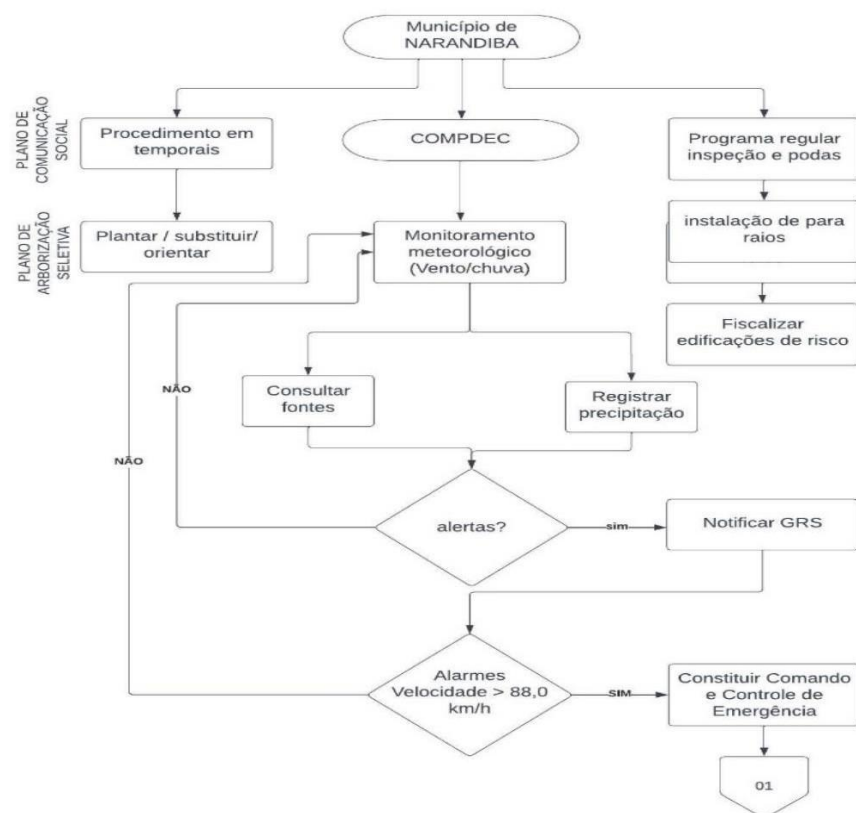 Município de
NARANDIBA
PLANO DE
COMUNICAÇÃO
SOCIAL
Procedimento em
temporais
COMPDEC
Programa regular
inspeção e podas
PLANO DE
ARBORIZAÇÃO
SELETIVA
Plantar / substituir/
orientar
Monitoramento
meteorológico
(Vento/chuva)
instalação de para
raios
Fiscalizar
edificações de risco
NÃO
Consultar
fontes
Registrar
precipitação
NÃO
alertas?
sim
Notificar GRS
Alarmes
Velocidade > 88,0
km/h
SIM
Constituir Comando
e Controle de
Emergência
01